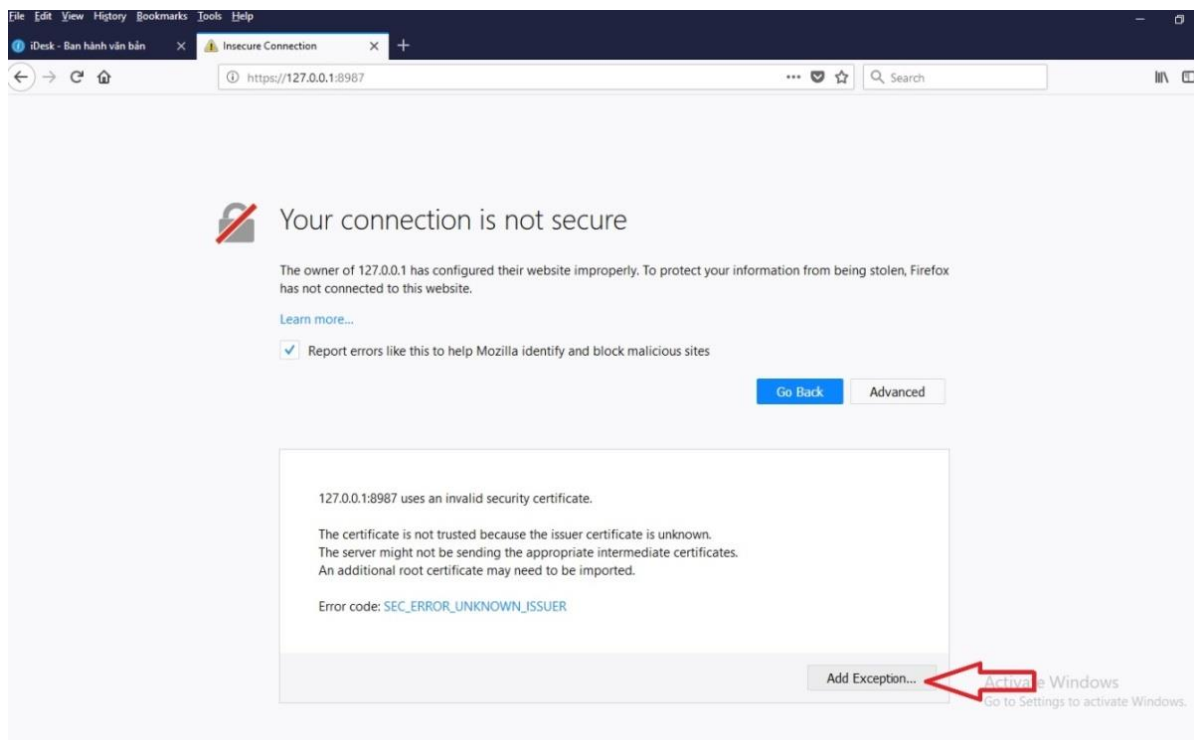 File Edit View History Bookmarks Tools Help
iDesk - Ban hành văn bản
Insecure Connection
https://127.0.0.1:8987
Search
Your connection is not secure
The owner of 127.0.0.1 has configured their website improperly. To protect your information from being stolen, Firefox
has not connected to this website.
Learn more...
Report errors like this to help Mozilla identify and block malicious sites
Go Back
Advanced
127.0.0.1:8987 uses an invalid security certificate.
The certificate is not trusted because the issuer certificate is unknown.
The server might not be sending the appropriate intermediate certificates.
An additional root certificate may need to be imported.
Error code: SEC_ERROR_UNKNOWN_ISSUER
Add Exception...
Activate Windows
Go to Settings to activate Windows.